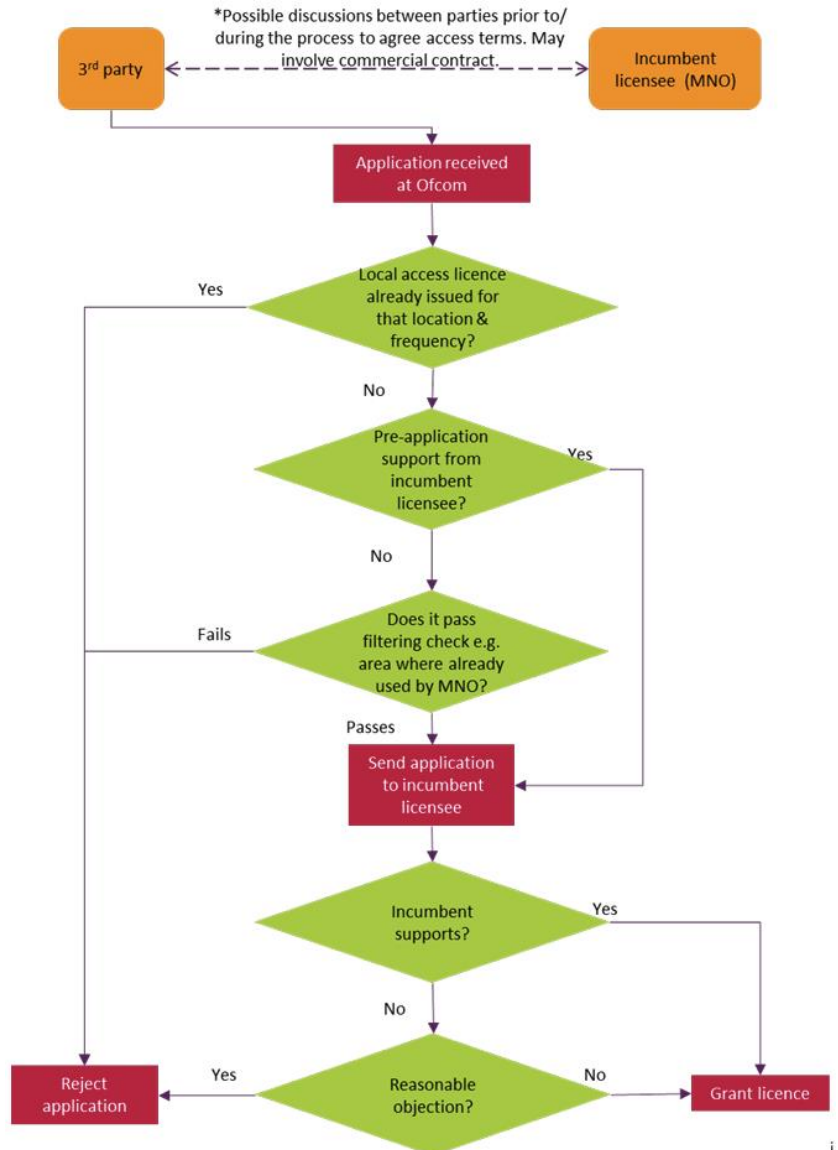 *Possible discussions between parties prior to/
during the process to agree access terms. May
involve commercial contract.
3rd party
Incumbent
licensee (MNO)
Application received
at Ofcom
Local access licence
already issued for
that location &
frequency?
Yes
No
Pre-application
support from
incumbent
licensee?
Yes
No
Does it pass
filtering check e.g.
area where already
used by MNO?
Fails
Passes
Send application
to incumbent
licensee
Incumbent
supports?
Yes
No
Reasonable
objection?
Yes
No
Reject
application
Grant licence
i